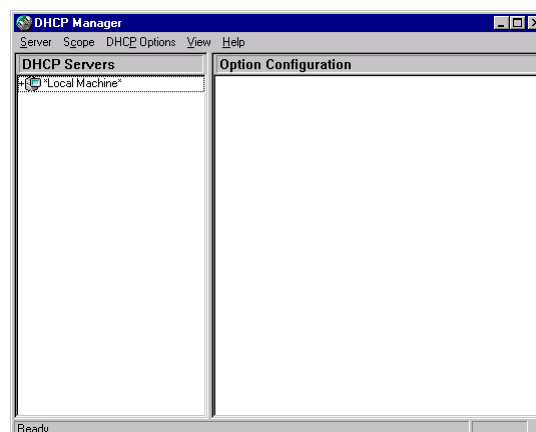 DHCP Manager
Server Scope DHCP Options View Help
DHCP Servers Option Configuration
*Local Machine*
Ready